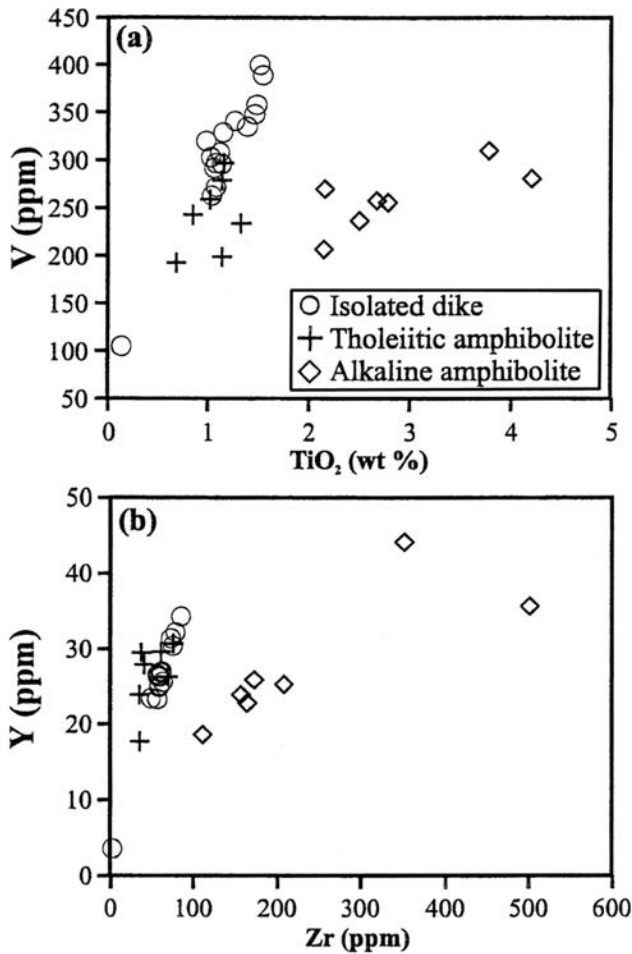 (a)
450
400
350
300
250
200
150
100
50
V (ppm)
Isolated dike
Tholeiitic amphibolite
Alkaline amphibolite
0 1 2 3 4 5
TiO₂ (wt %)
(b)
50
40
30
20
10
0
Y (ppm)
0 100 200 300 400 500 600
Zr (ppm)